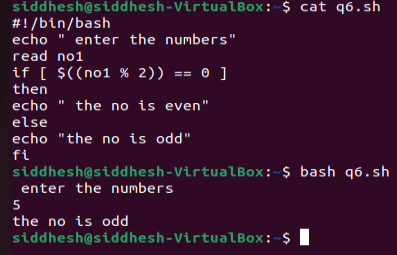 siddhesh@siddhesh-VirtualBox:~$ cat q6.sh
#!/bin/bash
echo " enter the numbers"
read no1
if [ $((no1 % 2)) == 0 ]
then
echo " the no is even"
else
echo "the no is odd"
fi
siddhesh@siddhesh-VirtualBox:~$ bash q6.sh
 enter the numbers
5
the no is odd
siddhesh@siddhesh-VirtualBox:~$